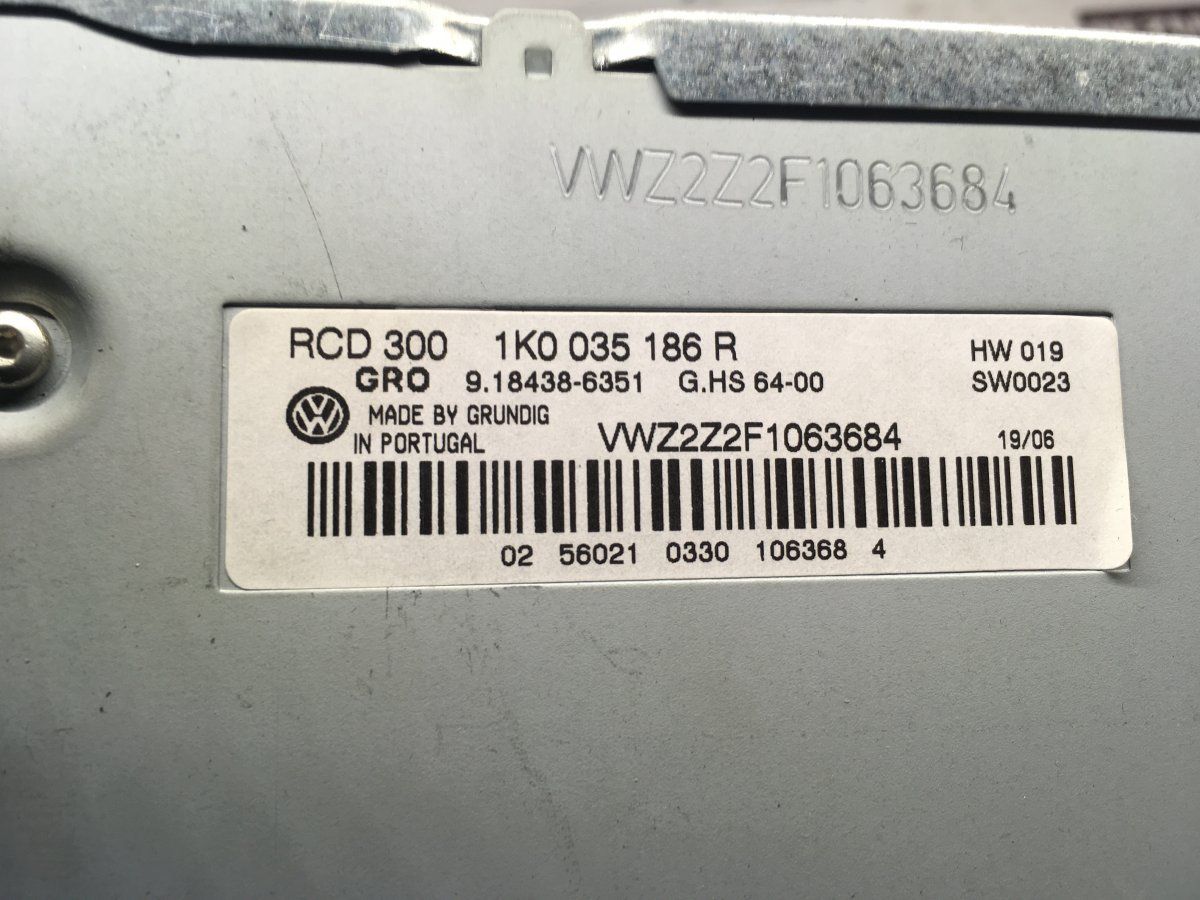 VWZ2Z2F1063684
RCD 300 1K0 035 186 R HW 019
GRO 9.18438-6351 G.HS 64-00 SW0023
MADE BY GRUNDIG
IN PORTUGAL VWZ2Z2F1063684 19/06
02 56021 0330 106368 4